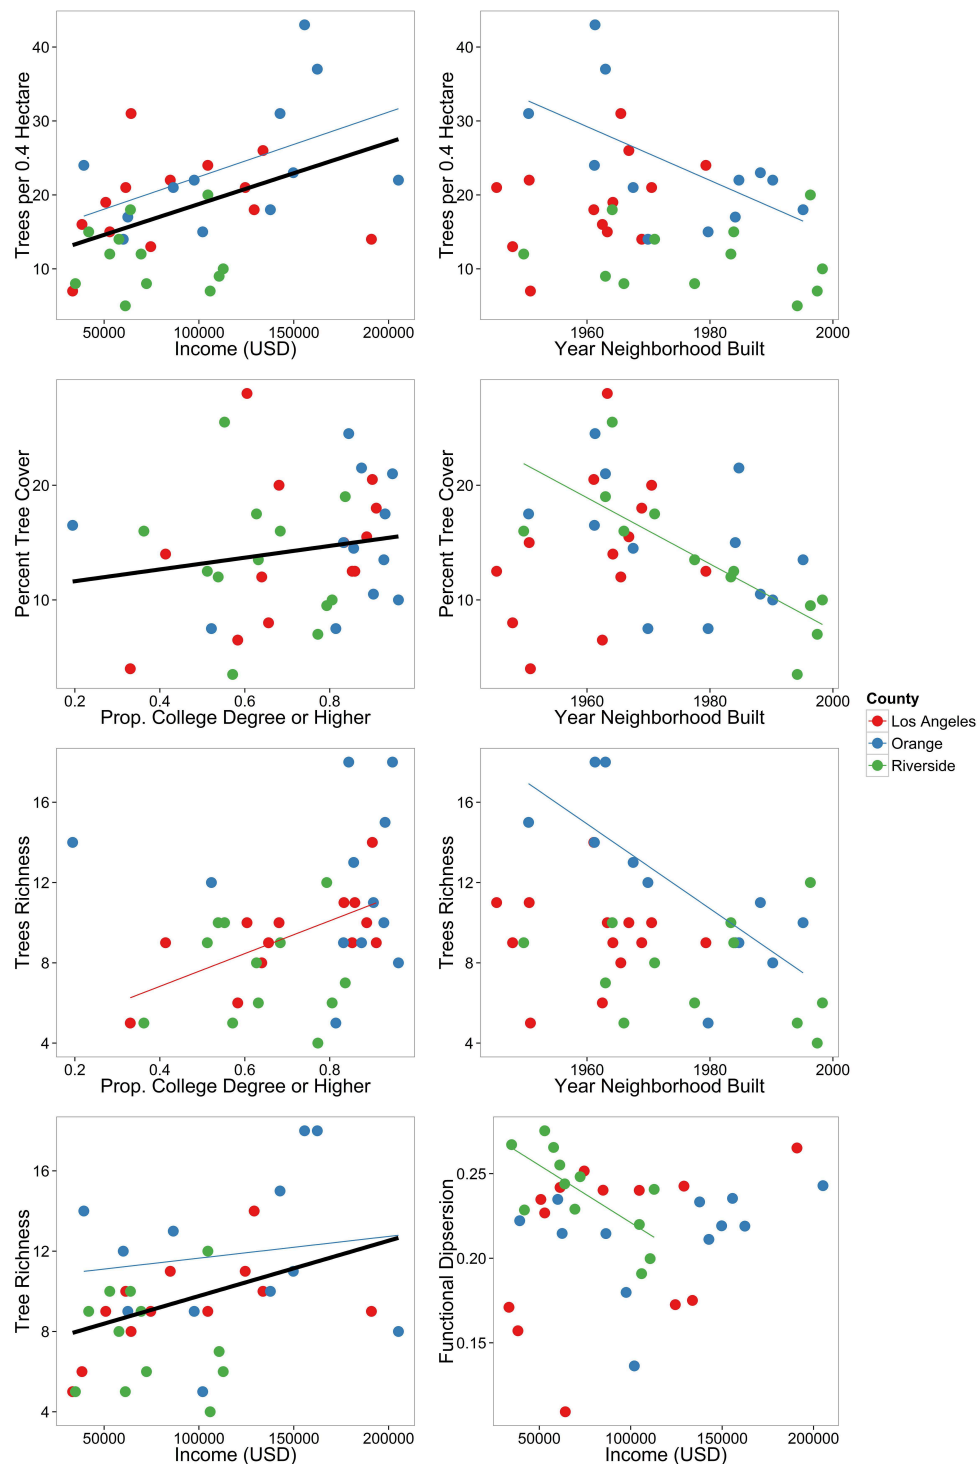 Trees per 0.4 Hectare
40
30
20
10
50000 100000 150000 200000
Income (USD)
Trees per 0.4 Hectare
40
30
20
10
1960 1980 2000
Year Neighborhood Built
Percent Tree Cover
20
10
0.2 0.4 0.6 0.8
Prop. College Degree or Higher
Percent Tree Cover
20
10
1960 1980 2000
Year Neighborhood Built
County
Los Angeles
Orange
Riverside
Trees Richness
16
12
8
4
0.2 0.4 0.6 0.8
Prop. College Degree or Higher
Trees Richness
16
12
8
4
1960 1980 2000
Year Neighborhood Built
Tree Richness
16
12
8
4
50000 100000 150000 200000
Income (USD)
Functional Dipsersion
0.25
0.20
0.15
50000 100000 150000 200000
Income (USD)